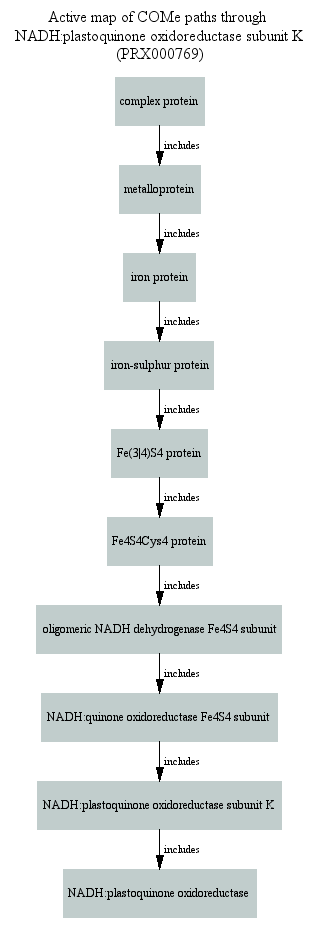 Active map of COMe paths through
NADH:plastoquinone oxidoreductase subunit K
(PRX000769)
complex protein
includes
metalloprotein
includes
iron protein
includes
iron-sulphur protein
includes
Fe(3|4)S4 protein
includes
Fe4S4Cys4 protein
includes
oligomeric NADH dehydrogenase Fe4S4 subunit
includes
NADH:quinone oxidoreductase Fe4S4 subunit
includes
NADH:plastoquinone oxidoreductase subunit K
includes
NADH:plastoquinone oxidoreductase